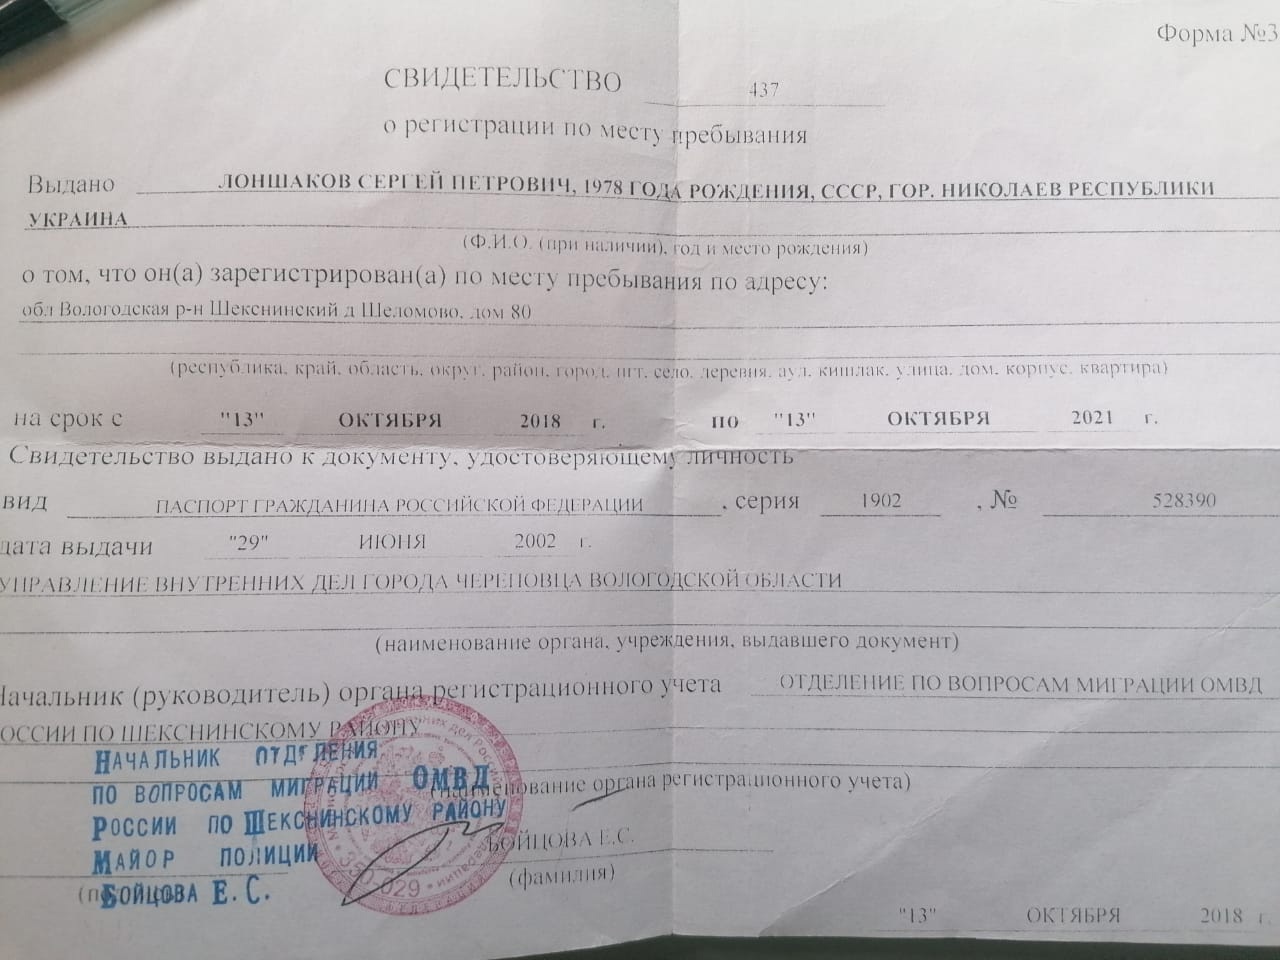 Форма №3
СВИДЕТЕЛЬСТВО 437
о регистрации по месту пребывания
Выдано ЛОНШАКОВ СЕРГЕЙ ПЕТРОВИЧ, 1978 ГОДА РОЖДЕНИЯ, СССР, ГОР. НИКОЛАЕВ РЕСПУБЛИКИ
УКРАИНА
(Ф.И.О. (при наличии), год и место рождения)
о том, что он(а) зарегистрирован(а) по месту пребывания по адресу:
обл Вологодская р-н Шекснинский д Шеломово, дом 80
(республика, край, область, округ, район, город, пгт, село, деревня, аул, кишлак, улица, дом, корпус, квартира)
на срок с "13" ОКТЯБРЯ 2018 г. по "13" ОКТЯБРЯ 2021 г.
Свидетельство выдано к документу, удостоверяющему личность
вид ПАСПОРТ ГРАЖДАНИНА РОССИЙСКОЙ ФЕДЕРАЦИИ , серия 1902 , № 528390
дата выдачи "29" ИЮНЯ 2002 г.
УПРАВЛЕНИЕ ВНУТРЕННИХ ДЕЛ ГОРОДА ЧЕРЕПОВЦА ВОЛОГОДСКОЙ ОБЛАСТИ
(наименование органа, учреждения, выдавшего документ)
Начальник (руководитель) органа регистрационного учета ОТДЕЛЕНИЕ ПО ВОПРОСАМ МИГРАЦИИ ОМВД
РОССИИ ПО ШЕКСНИНСКОМУ РАЙОНУ
НАЧАЛЬНИК ОТДЕЛЕНИЯ
ПО ВОПРОСАМ МИГРАЦИИ ОМВД
(наименование органа регистрационного учета)
РОССИИ ПО ШЕКСНИНСКОМУ РАЙОНУ
БОЙЦОВА Е.С.
МАЙОР ПОЛИЦИИ
(фамилия)
БОЙЦОВА Е. С.
350-029
"13" ОКТЯБРЯ 2018 г.